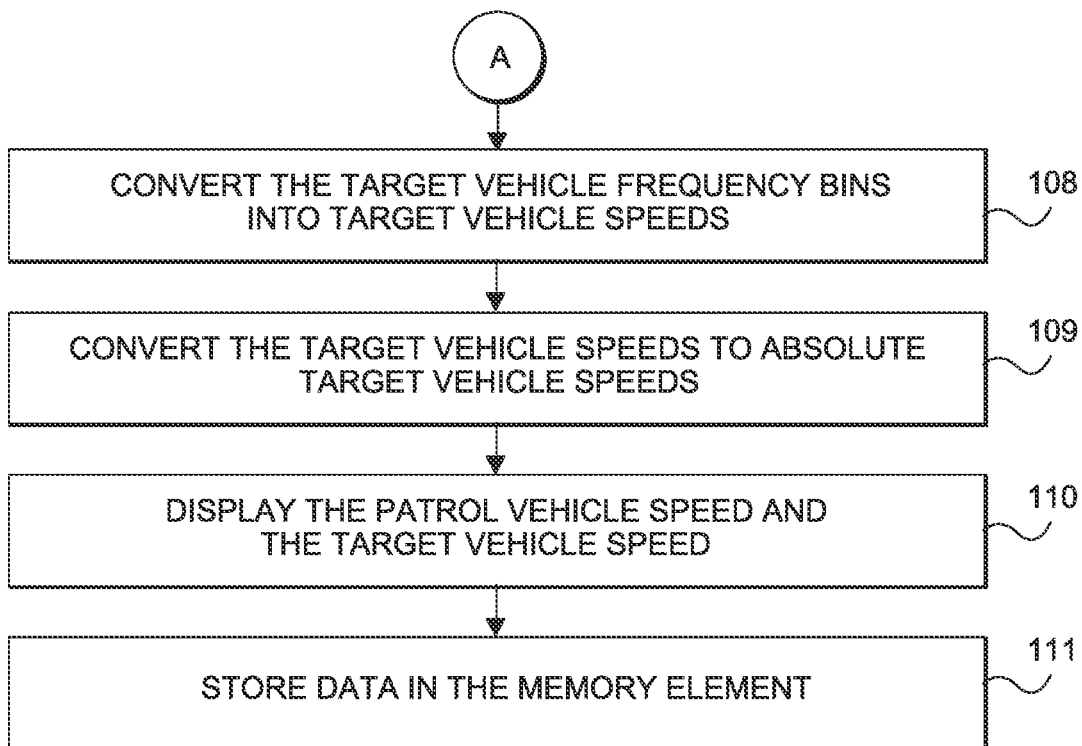 A
CONVERT THE TARGET VEHICLE FREQUENCY BINS
INTO TARGET VEHICLE SPEEDS
108
CONVERT THE TARGET VEHICLE SPEEDS TO ABSOLUTE
TARGET VEHICLE SPEEDS
109
DISPLAY THE PATROL VEHICLE SPEED AND
THE TARGET VEHICLE SPEED
110
STORE DATA IN THE MEMORY ELEMENT
111